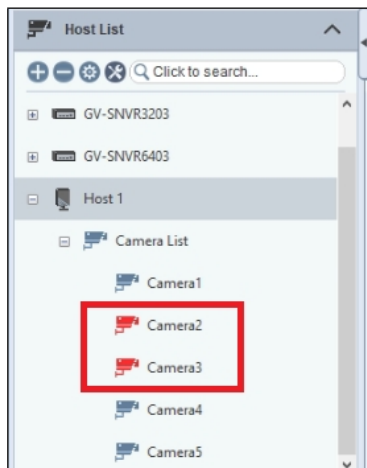 Host List
Click to search...
GV-SNVR3203
GV-SNVR6403
Host 1
Camera List
Camera1
Camera2
Camera3
Camera4
Camera5